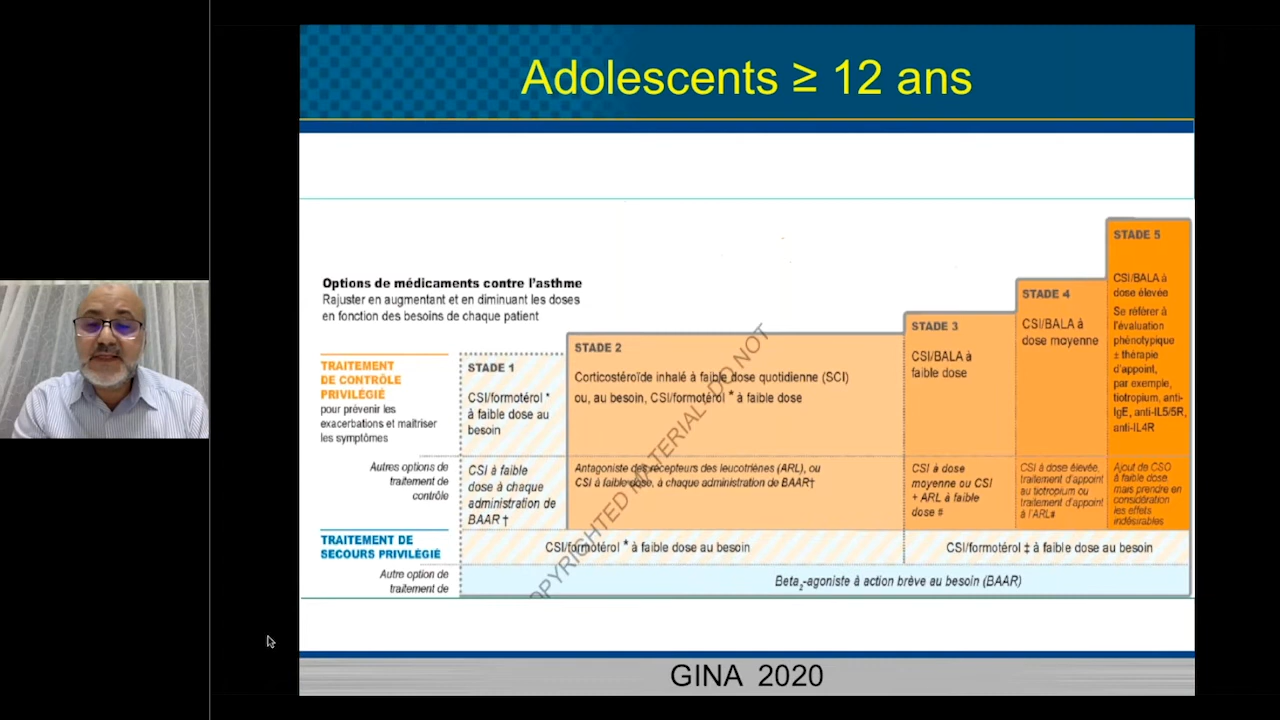 Adolescents ≥ 12 ans
Options de médicaments contre l'asthme
Rajuster en augmentant et en diminuant les doses
en fonction des besoins de chaque patient
TRAITEMENT
DE CONTRÔLE
PRIVILÉGIÉ
pour prévenir les
exacerbations et maîtriser
les symptômes
STADE 1
CSI/formotérol *
à faible dose au
besoin
STADE 2
Corticostéroïde inhalé à faible dose quotidienne (SCI)
ou, au besoin, CSI/formotérol * à faible dose
STADE 3
CSI/BALA à
faible dose
STADE 4
CSI/BALA à
dose moyenne
STADE 5
CSI/BALA à
dose élevée
Se référer à
l'évaluation
phénotypique
± thérapie
d'appoint,
par exemple,
tiotropium, anti-
IgE, anti-IL5/5R,
anti-IL4R
Autres options de
traitement de
contrôle
CSI à faible
dose à chaque
administration de
BAAR †
Antagoniste des récepteurs des leucotriènes (ARL), ou
CSI à faible dose, à chaque administration de BAAR†
CSI à dose
moyenne ou CSI
+ ARL à faible
dose #
CSI à dose élevée,
traitement d'appoint
au tiotropium ou
traitement d'appoint
à l'ARL#
Ajout de CSO
à faible dose,
mais prendre en
considération
les effets
indésirables
TRAITEMENT DE
SECOURS PRIVILÉGIÉ
CSI/formotérol * à faible dose au besoin
CSI/formotérol ‡ à faible dose au besoin
Autre option de
traitement de
Beta2-agoniste à action brève au besoin (BAAR)
OPYRIGHTED MATERIAL - DO NOT
GINA 2020